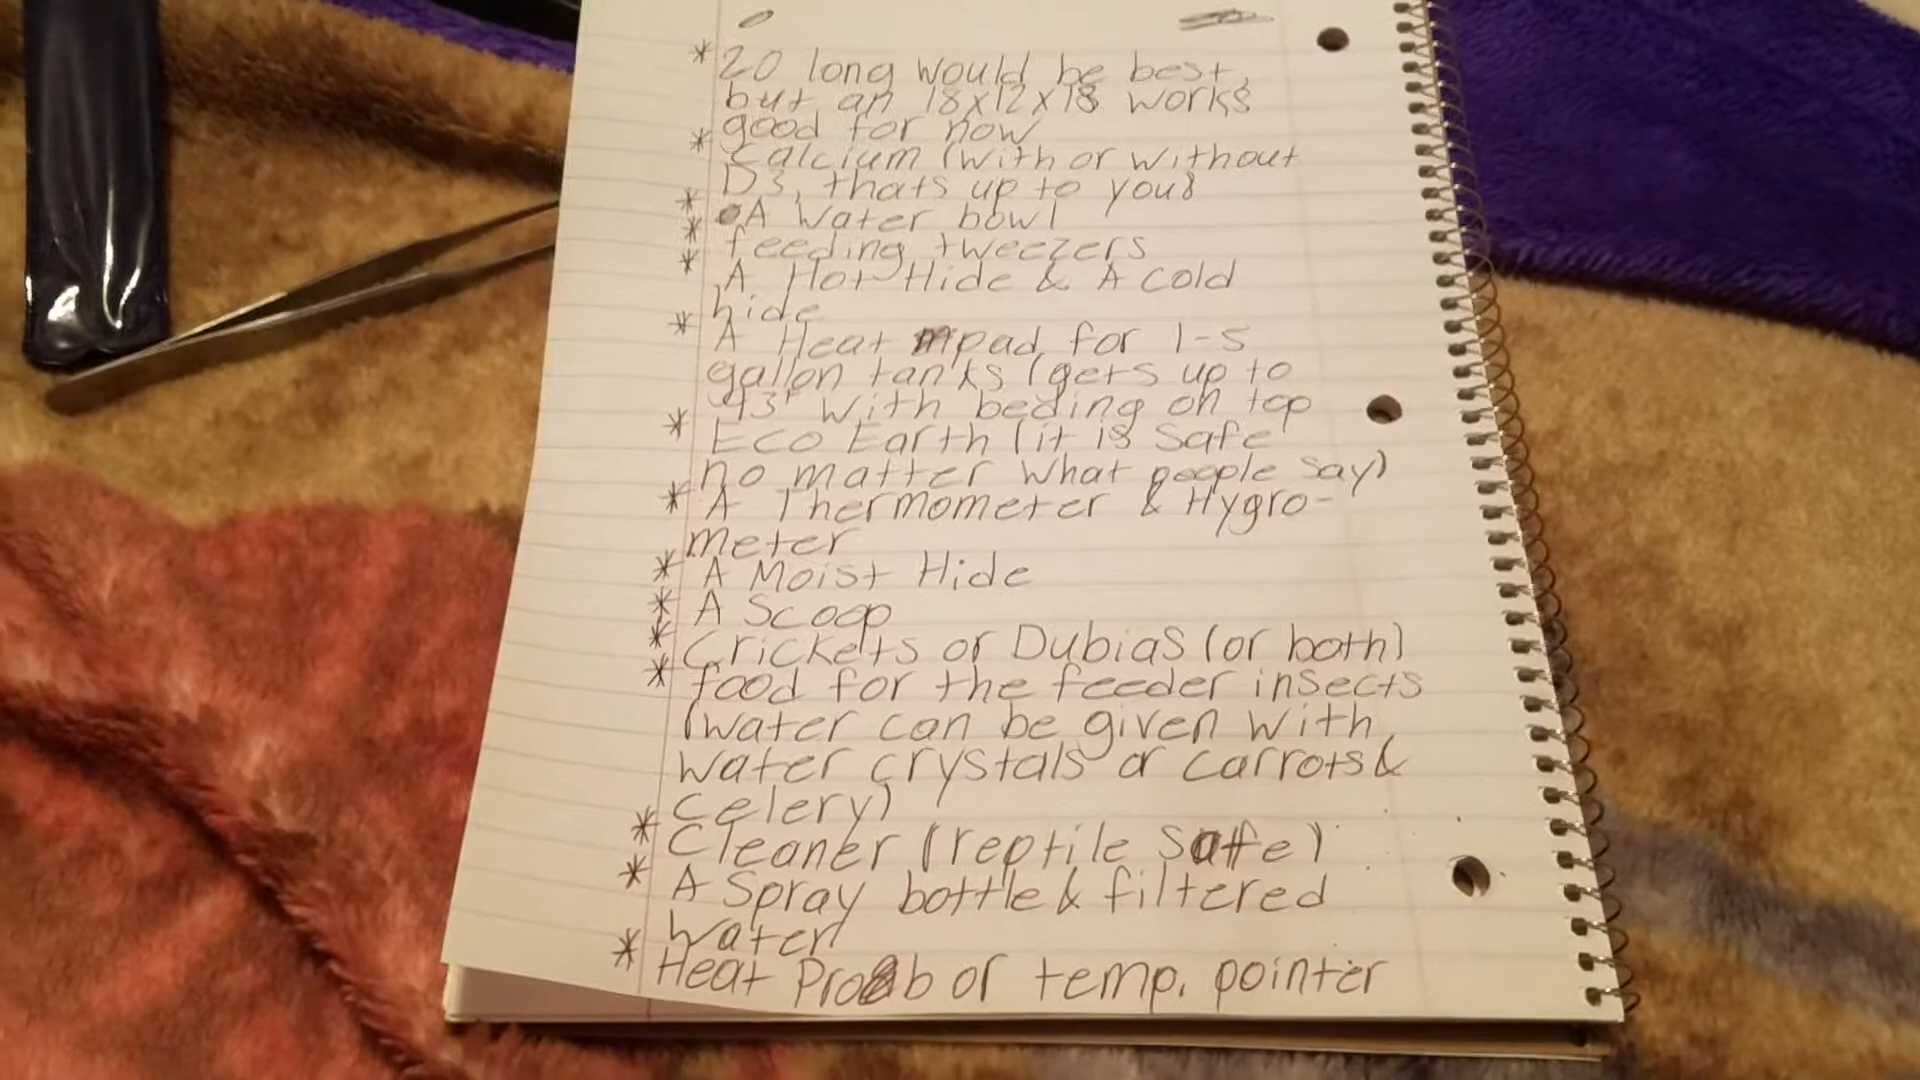 * 20 long would be best,
but an 18x12x18 works
good for now
* Calcium (with or without
D3, thats up to you)
* A Water bowl
* feeding tweezers
* A Hot Hide & A cold
hide
* A Heat pad for 1-5
gallon tanks (gets up to
93° with beding on top
* Eco Earth (it is safe
no matter what people say)
* A Thermometer & Hygro-
meter
* A Moist Hide
* A Scoop
* Crickets or Dubias (or both)
* food for the feeder insects
(water can be given with
water crystals or carrots &
celery)
* Cleaner (reptile safe)
* A Spray bottle & filtered
water
* Heat Prob or temp. pointer